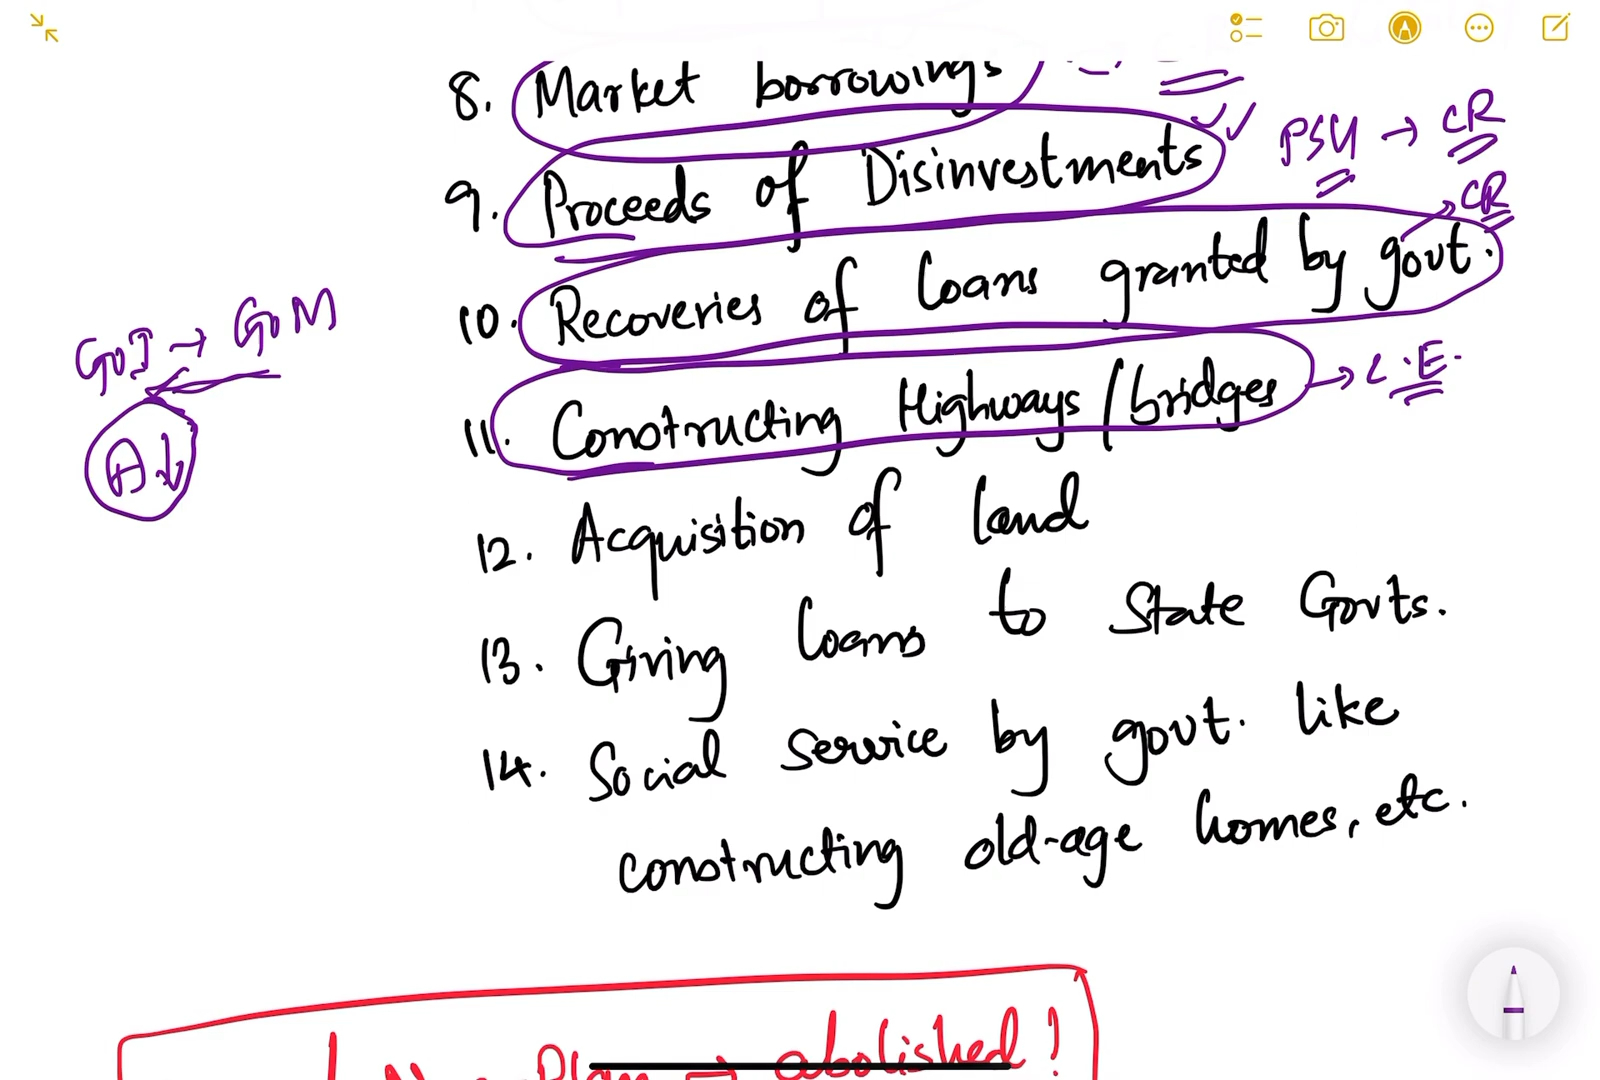 8. Market borrowings
PSU → CR
9. Proceeds of Disinvestments
CR
10. Recoveries of loans granted by govt.
GOI → GOM
A↓
11. Constructing Highways / bridges → C.E.
12. Acquisition of land
13. Giving loans to State Govts.
14. Social service by govt. like
constructing old-age homes, etc.
Plan → abolished!